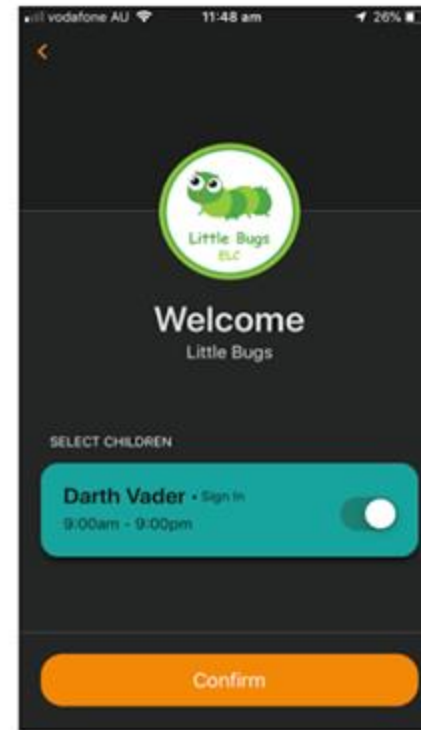 vodafone AU 11:48 am 26%
Little Bugs
ELC
Welcome
Little Bugs
SELECT CHILDREN
Darth Vader • Sign In
9:00am - 9:00pm
Confirm